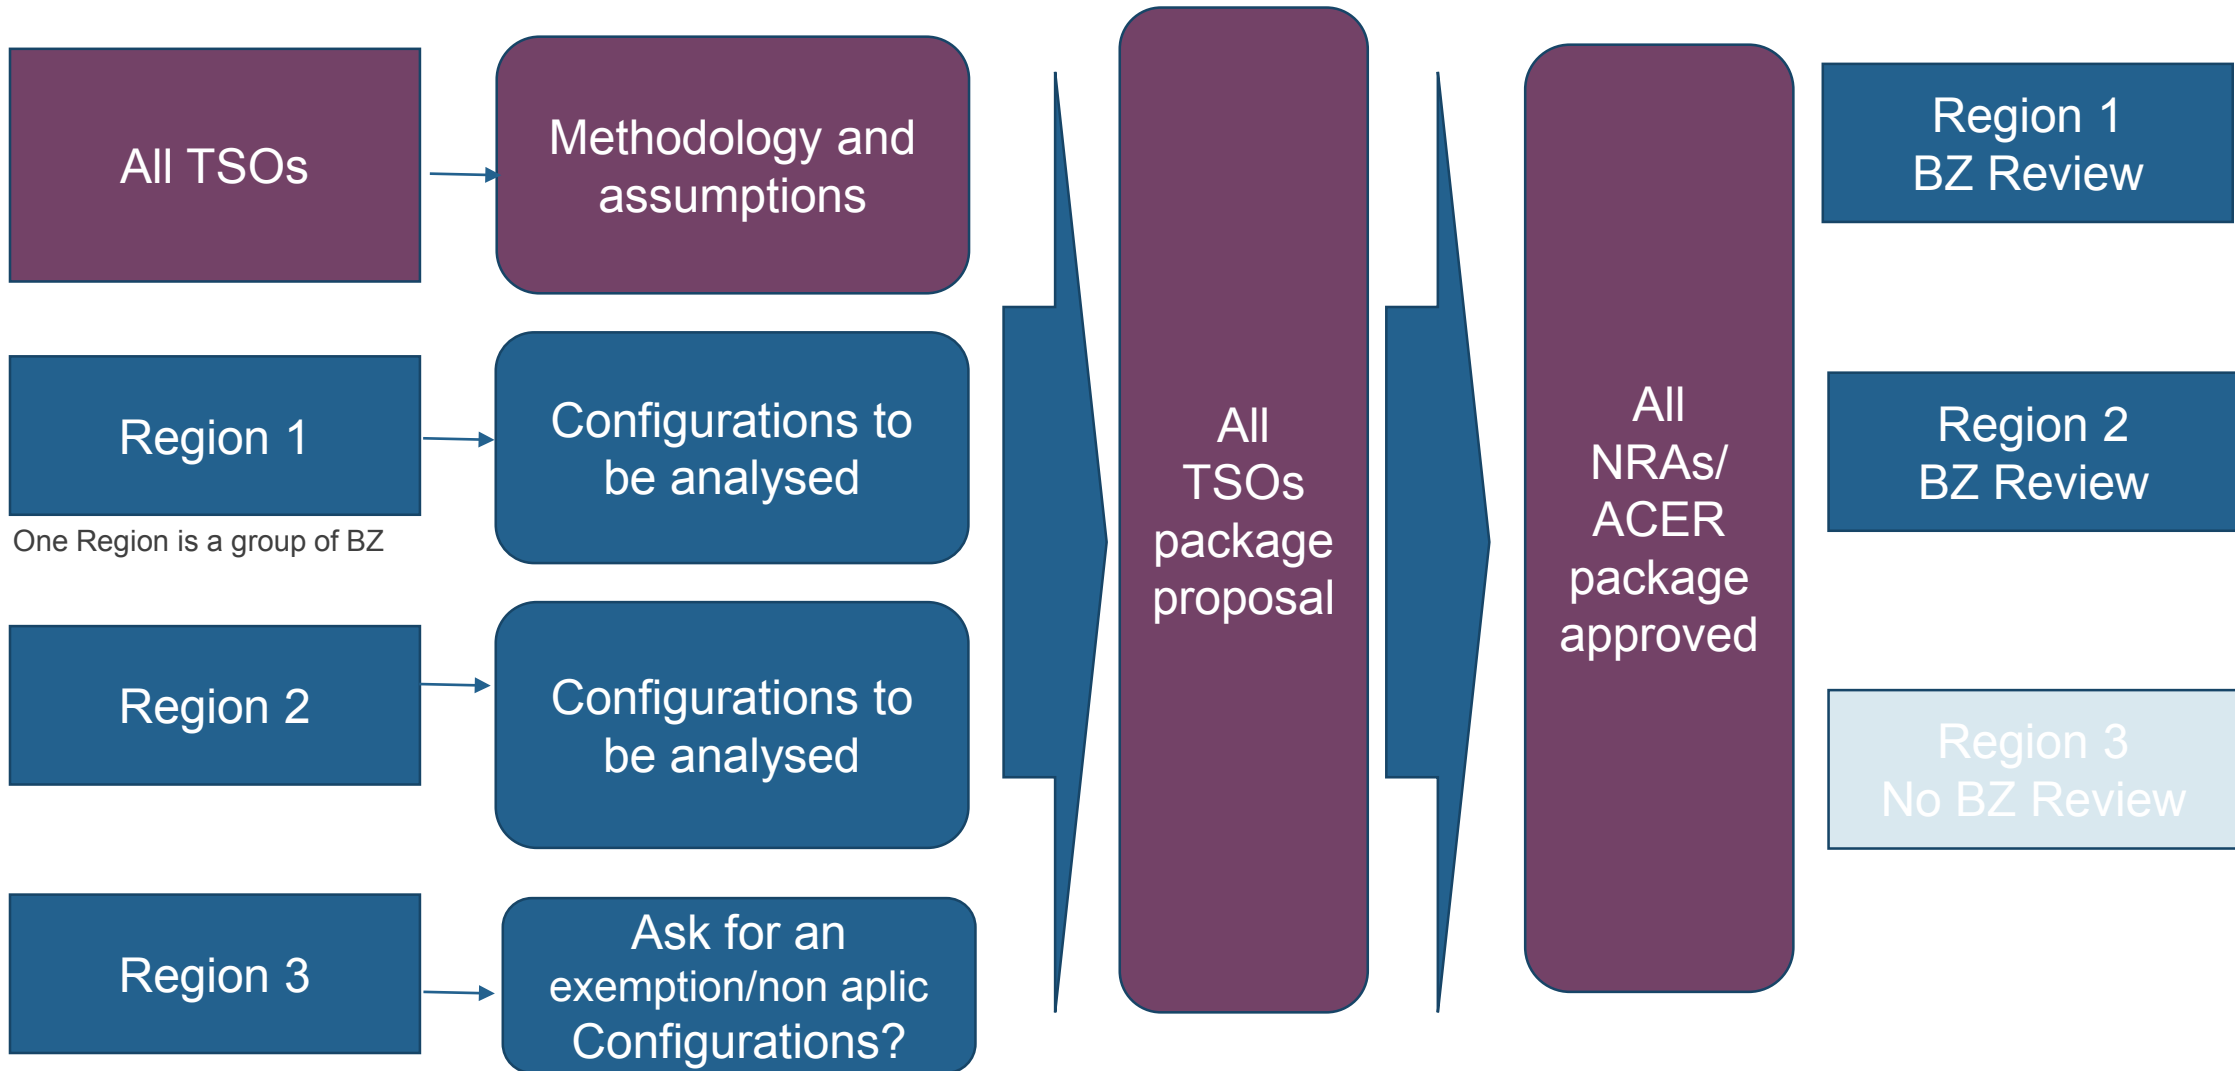 All TSOs
Methodology and
assumptions
Region 1
One Region is a group of BZ
Configurations to
be analysed
Region 2
Configurations to
be analysed
Region 3
Ask for an
exemption/non aplic
Configurations?
All
TSOs
package
proposal
All
NRAs/
ACER
package
approved
Region 1
BZ Review
Region 2
BZ Review
Region 3
No BZ Review